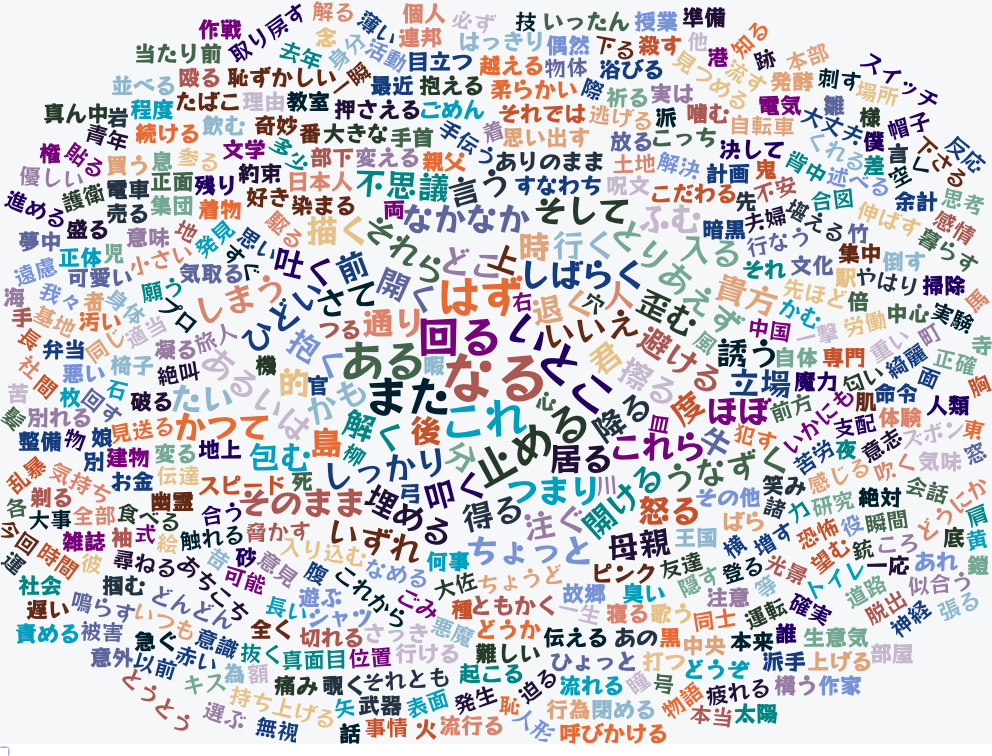 作戦 取り戻す 解る 薄い 個人 必ず 技 いったん 授業 準備
念 連邦 はっきり 偶然 下る 殺す 他 港 知る
当たり前 去年 身分 活動 目立つ 越える 物体 浴びる 見つめる 流す 跡 本部
並べる 殴る 恥ずかしい 一瞬 最近 抱える 柔らかい 際 祈る 実は 発酵 刺す 場所 スイッチ
真ん中 岩 程度 たばこ 理由 教室 押さえる ごめん それでは 逃げる 派 噛む 電気 雛 様 帽子
青年 続ける 飲む 奇妙 番 大きな 手首 手伝う 着 思い出す 放る こっち 自転車 大丈夫 僕 反応
権 貼る 買う 息 参る 文学 多少 部下 変える 親父 ありのまま 土地 解決 決して 鬼 背中 くれる 差 言 下さる
優しい 護衛 電車 正面 残り 約束 日本人 不思議 言う すなわち 呪文 こだわる 計画 不安 合図 述べる 空く 思考
進める 盛る 売る 集団 着物 好き 染まる 両 なかなか そして ふむ 暗黒 先 夫婦 堪える 余計 感情
夢中 正体 児 意味 地 発見 思い 殴る 描く それら どこ 上 時 行く とりあえず 入る 行なう 竹 伸ばす 暮らす
遠慮 可愛い 小さい 気取る すぐ 吐く 前 開く しばらく それ 文化 集中 倒す
海 我々 煮 身体 願う しまう ひどい さて はず 右 退く 穴 人 歪む 貴方 先ほど 駅 やはり 掃除 馬
手 基地 汚い 適当 プロ つる 通り 回る いいえ 避ける 風 中国 かむ 倍 中心 実験
長 弁当 同じ 凝る 旅人 抱く ある 暇 いとこ 君 擦る 誘う 一撃 労働 重い 町 寺
社 悪い 椅子 絶叫 ある 機 的 官 また なる 立場 自体 専門 綺麗 正確
苦 間 枚 石 回す 破る たい いは かも 心 これ 度 ほぼ 前方 魔力 匂い 命令 面 胸
髪 別れる 見送る かつて 島 解く 後 止める 降る 目 これら 牛 犯す いかにも 肌 支配 体験 人類
整備 物 娘 変る 地上 包む 柳 しっかり 居る うなずく 苦労 夜 意志 ズボン 東
乱暴 気持ち 別 建物 お金 伝達 スピード 死 弓 叩く つまり 川 開ける 笑み 感じる 吹く 気味 窓
各 剃る 幽霊 そのまま 埋める 得る 注ぐ 怒る その他 諸 力 研究 絶対 会話 どうにか
大事 全部 食べる 合う 脅かす いずれ ちょっと 母親 王国 ばら 横 増す 恐怖 役 瞬間 肩
今回 時間 雑誌 袖 式 絵 触れる 入り込む 何事 ピンク 友達 望む 銃 ころ 底 黄
運 彼 尋ねる 昔 砂 意見 腹 なめる 大佐 ちょうど 隠す 登る 光景 トイレ 一応 あれ 鎧
社会 掴む あちこち 可能 遊ぶ これから ごみ 故郷 臭い 注意 等 道路 似合う
遅い 鳴らす いつも どんどん 長い シャツ 種 ともかく 一生 寝る 歌う 同士 運転 確実 脱出 神経 張る
責める 被害 急ぐ 意識 全く 切れる さっき 悪魔 どうか 伝える あの 黒 中央 本来 誰 生意気
意外 以前 赤い 抜く 真面目 位置 行ける 難しい ひょっと 打つ どうぞ 派手 上げる 部屋
とうとう キス 為 額 痛み 覗く それとも 起こる 迫る 流れる 瞳 号 物語 疲れる 構う 作家
選ぶ 持ち上げる 矢 武器 表面 発生 恥 行為 閉める 本当 太陽
無視 話 事情 火 流行る 人形 呼びかける